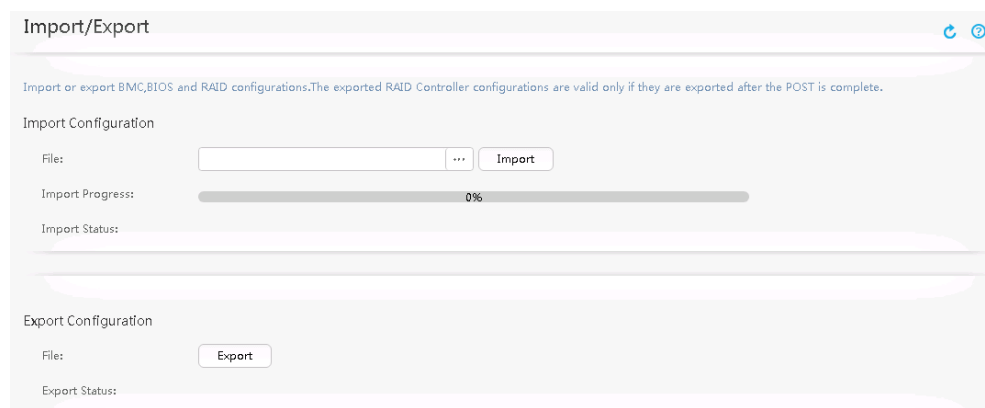 Import/Export
Import or export BMC,BIOS and RAID configurations.The exported RAID Controller configurations are valid only if they are exported after the POST is complete.
Import Configuration
File: ... Import
Import Progress: 0%
Import Status:
Export Configuration
File: Export
Export Status: